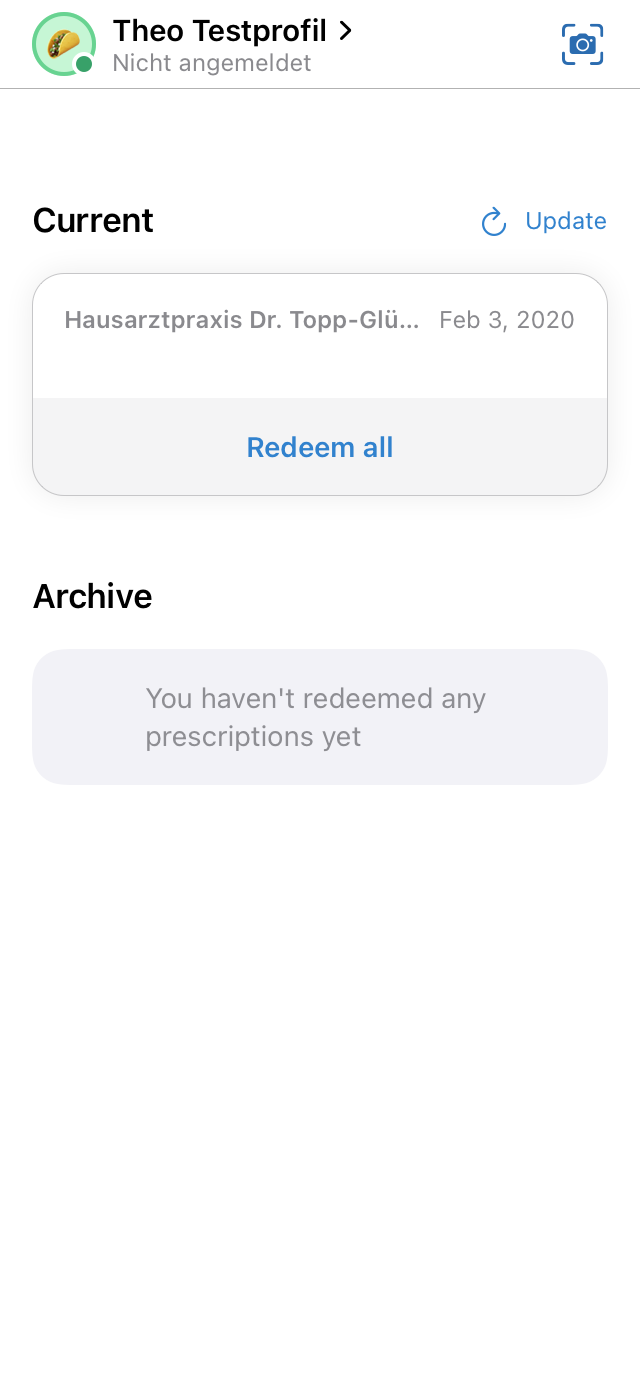 Theo Testprofil
Nicht angemeldet
Current
Update
Hausarztpraxis Dr. Topp-Glü... Feb 3, 2020
Redeem all
Archive
You haven't redeemed any
prescriptions yet